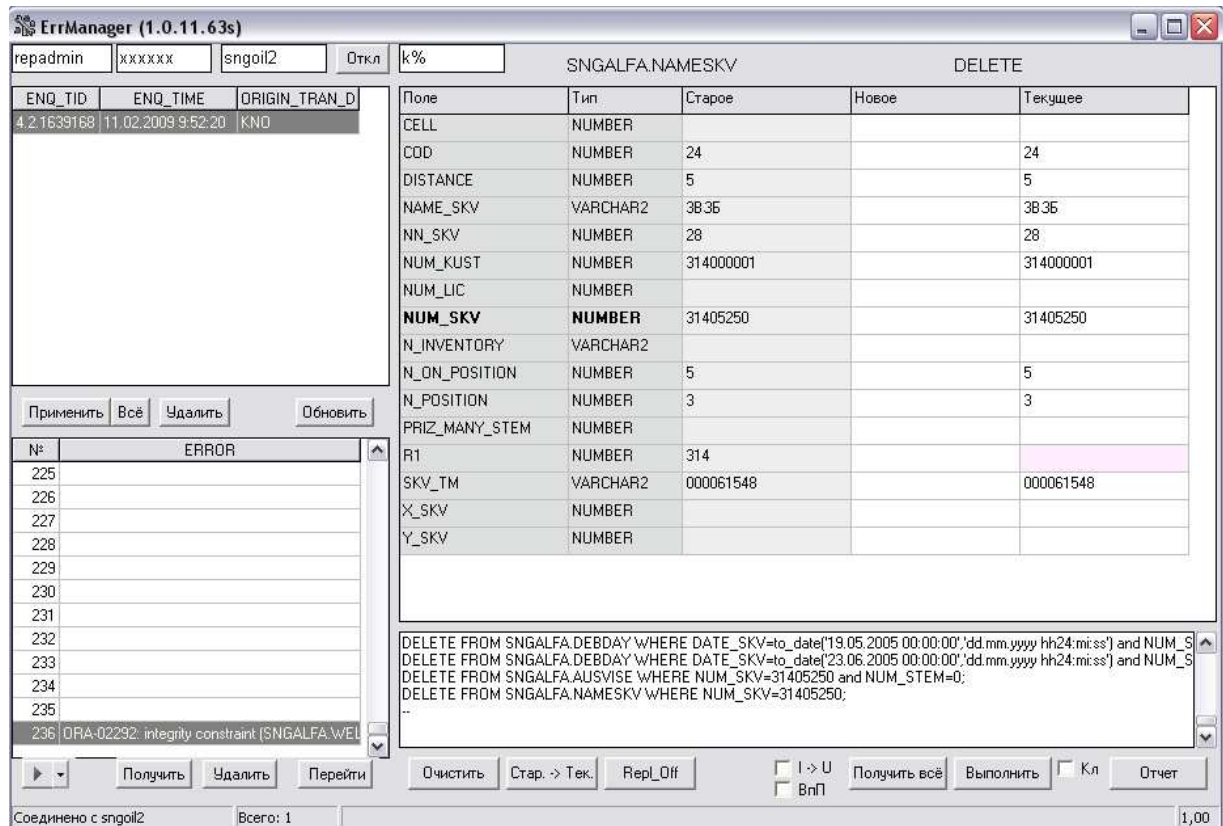 ErrManager (1.0.11.63s)
repadmin xxxxxx sngoil2 Откл k% SNGALFA.NAMESKV DELETE
ENQ_TID ENQ_TIME ORIGIN_TRAN_D
4.2.1639168 11.02.2009 9:52:20 KNO
Поле Тип Старое Новое Текущее
CELL NUMBER
COD NUMBER 24 24
DISTANCE NUMBER 5 5
NAME_SKV VARCHAR2 3В3Б 3В3Б
NN_SKV NUMBER 28 28
NUM_KUST NUMBER 314000001 314000001
NUM_LIC NUMBER
NUM_SKV NUMBER 31405250 31405250
N_INVENTORY VARCHAR2
N_ON_POSITION NUMBER 5 5
N_POSITION NUMBER 3 3
PRIZ_MANY_STEM NUMBER
R1 NUMBER 314
SKV_TM VARCHAR2 000061548 000061548
X_SKV NUMBER
Y_SKV NUMBER
Применить Всё Удалить Обновить
№ ERROR
225
226
227
228
229
230
231
232
233
234
235
236 ORA-02292: integrity constraint (SNGALFA.WEL
DELETE FROM SNGALFA.DEBDAY WHERE DATE_SKV=to_date('19.05.2005 00:00:00','dd.mm.yyyy hh24:mi:ss') and NUM_S
DELETE FROM SNGALFA.DEBDAY WHERE DATE_SKV=to_date('23.06.2005 00:00:00','dd.mm.yyyy hh24:mi:ss') and NUM_S
DELETE FROM SNGALFA.AUSVISE WHERE NUM_SKV=31405250 and NUM_STEM=0;
DELETE FROM SNGALFA.NAMESKV WHERE NUM_SKV=31405250;
--
Получить Удалить Перейти Очистить Стар. -> Тек. Repl_Off I -> U Получить всё Выполнить Кл Отчет
ВпП
Соединено с sngoil2 Всего: 1 1,00